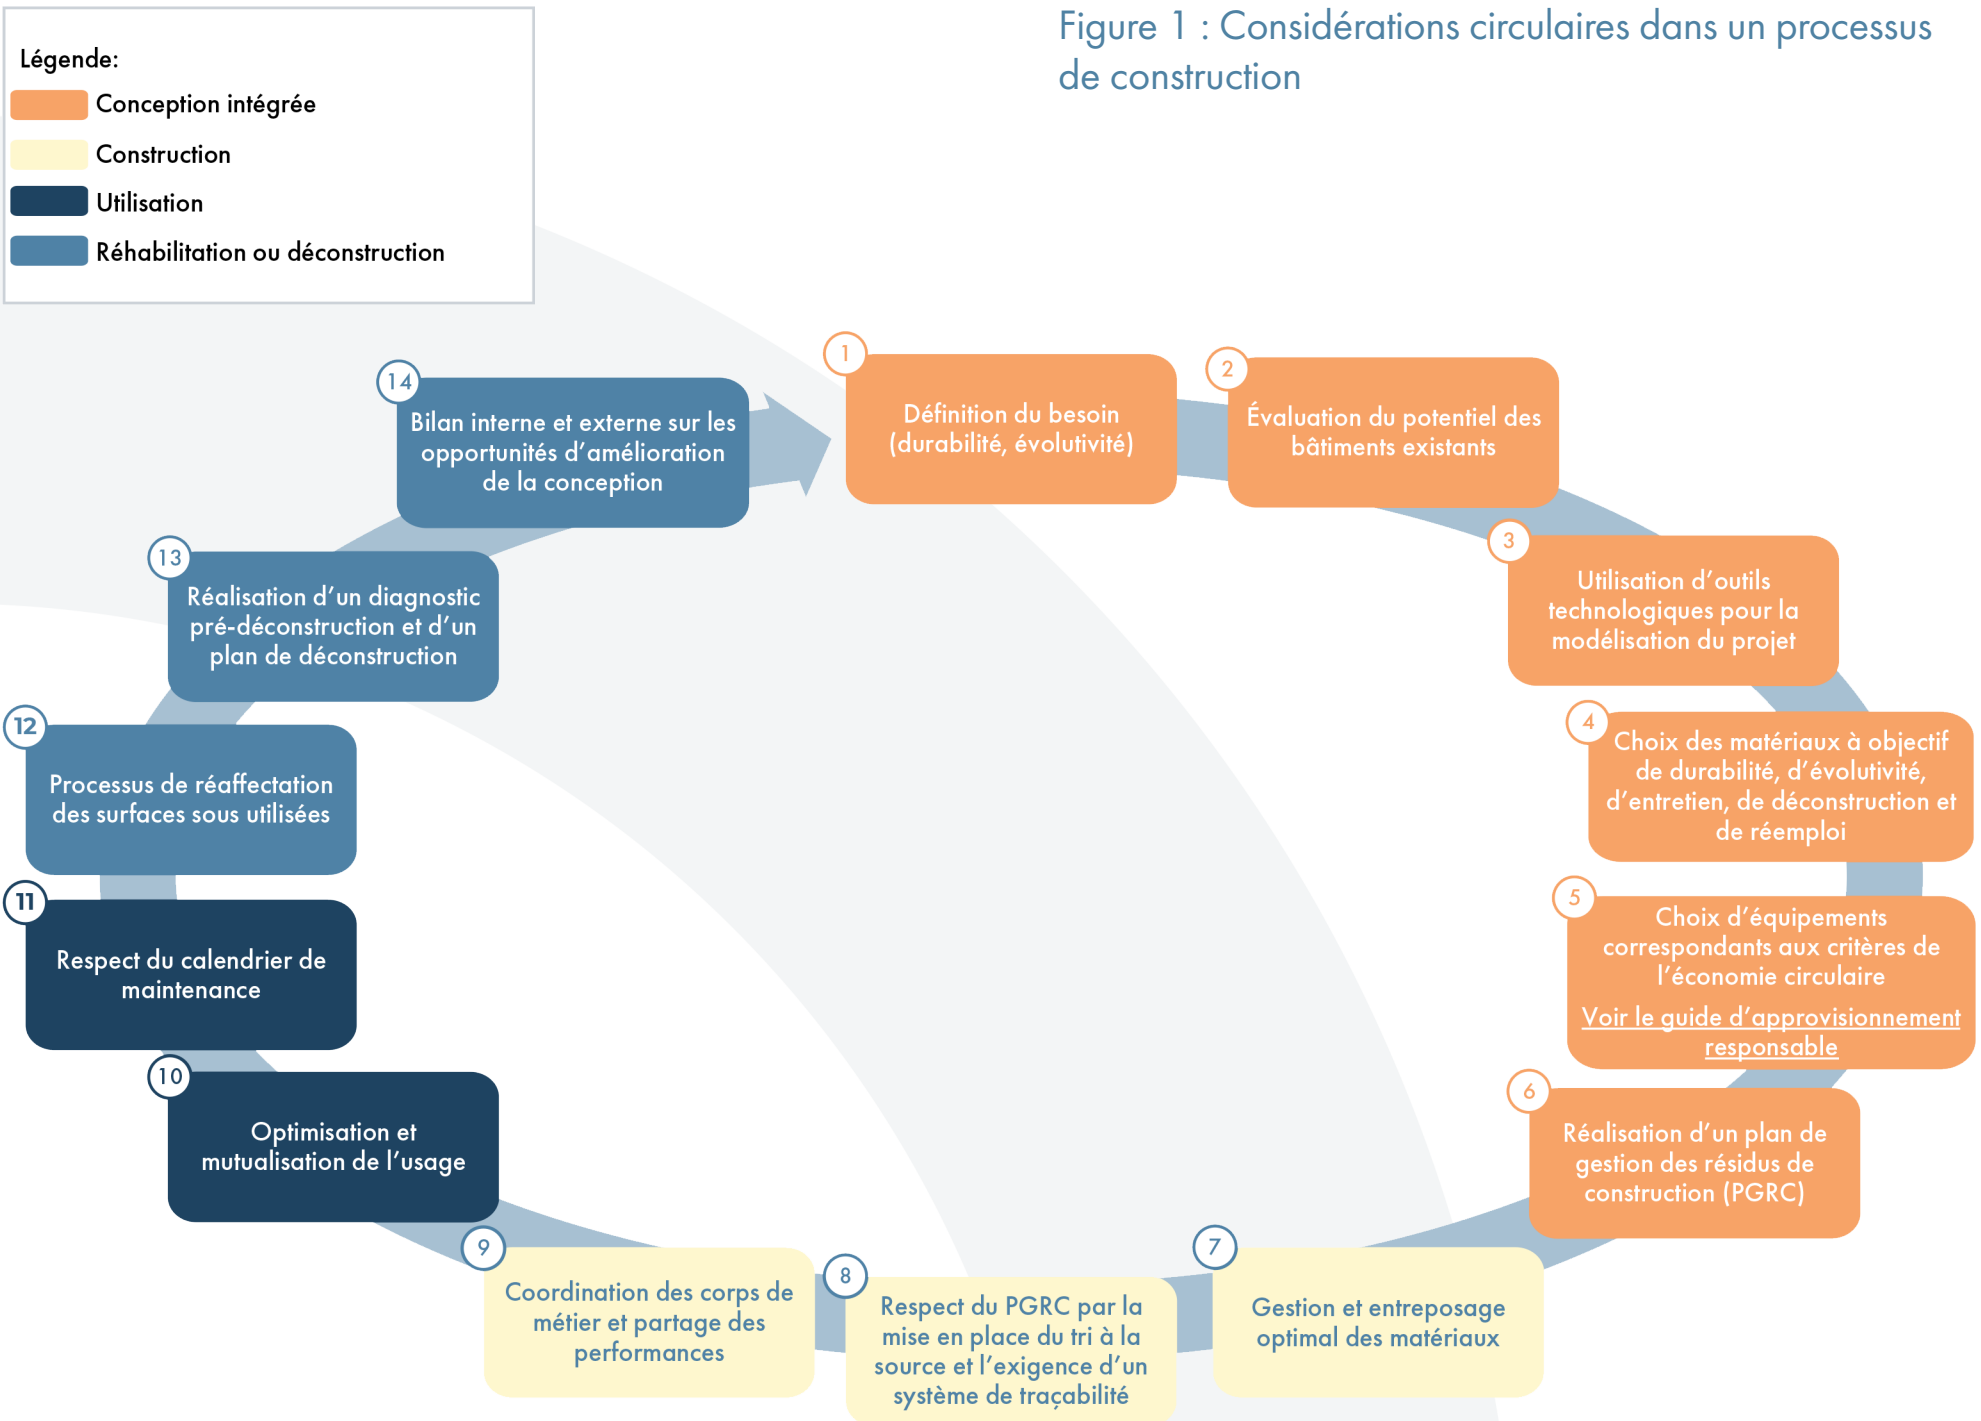 Figure 1 : Considérations circulaires dans un processus
de construction
Légende:
Conception intégrée
Construction
Utilisation
Réhabilitation ou déconstruction
1
Définition du besoin
(durabilité, évolutivité)
2
Évaluation du potentiel des
bâtiments existants
3
Utilisation d’outils
technologiques pour la
modélisation du projet
4
Choix des matériaux à objectif
de durabilité, d’évolutivité,
d’entretien, de déconstruction et
de réemploi
5
Choix d’équipements
correspondants aux critères de
l’économie circulaire
Voir le guide d’approvisionnement
responsable
6
Réalisation d’un plan de
gestion des résidus de
construction (PGRC)
7
Gestion et entreposage
optimal des matériaux
8
Respect du PGRC par la
mise en place du tri à la
source et l’exigence d’un
système de traçabilité
9
Coordination des corps de
métier et partage des
performances
10
Optimisation et
mutualisation de l’usage
11
Respect du calendrier de
maintenance
12
Processus de réaffectation
des surfaces sous utilisées
13
Réalisation d’un diagnostic
pré-déconstruction et d’un
plan de déconstruction
14
Bilan interne et externe sur les
opportunités d’amélioration
de la conception